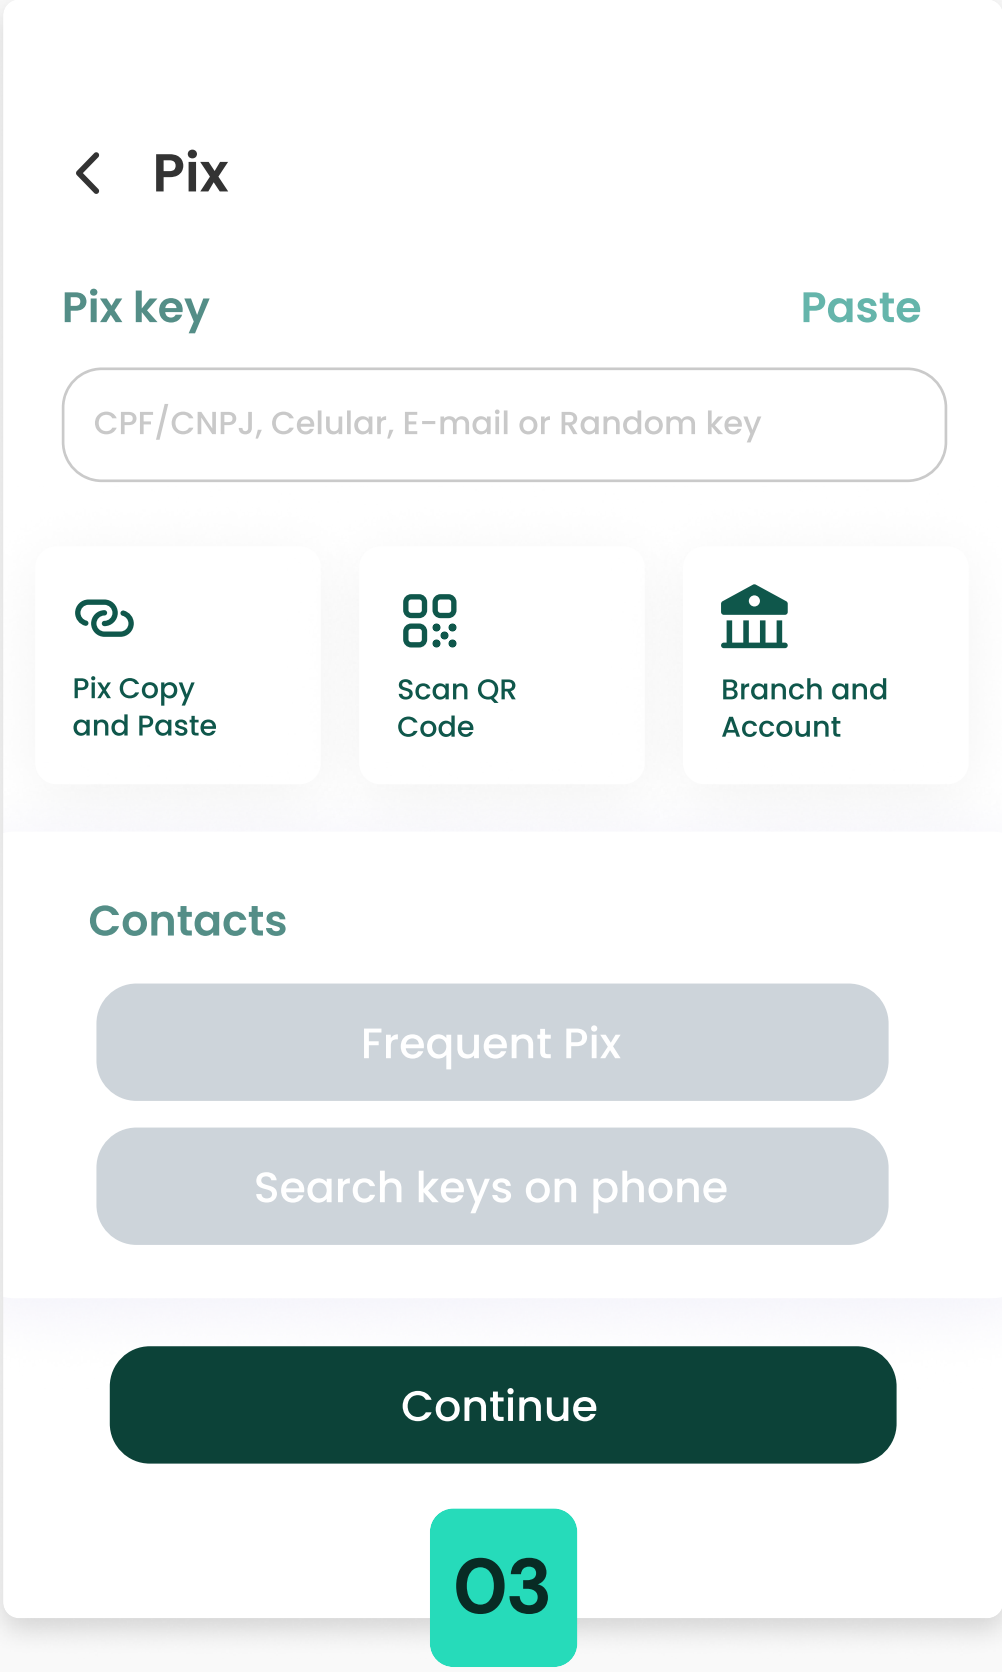 Pix
Pix key
Paste
CPF/CNPJ, Celular, E-mail or Random key
Pix Copy
and Paste
Scan QR
Code
Branch and
Account
Contacts
Frequent Pix
Search keys on phone
Continue
03